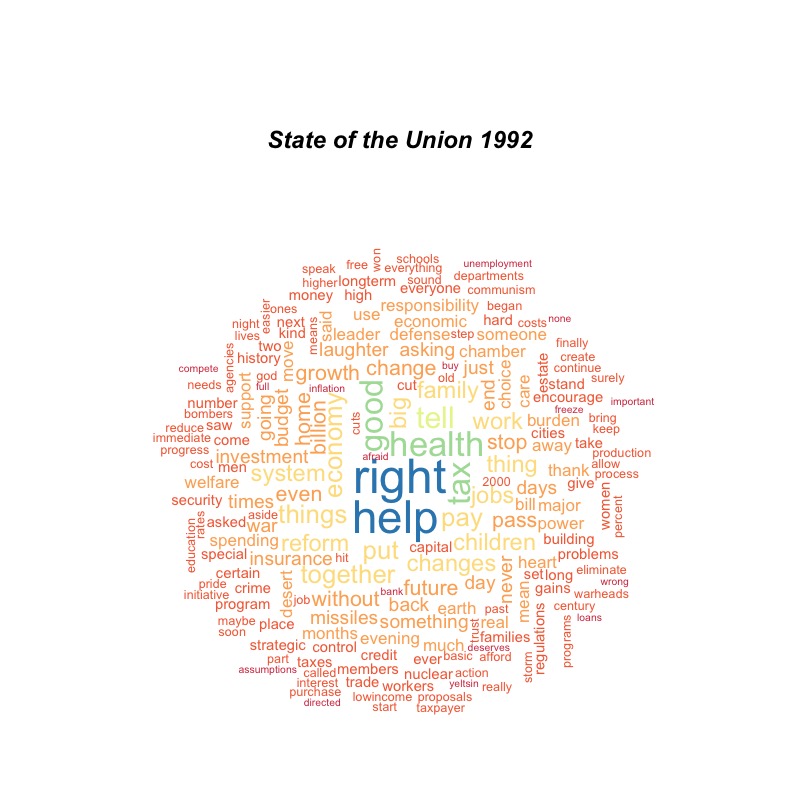 State of the Union 1992
won
schools
speak
free
everything
unemployment
higher
longterm
sound
departments
money
high
everyone
communism
easier
ones
use
responsibility
began
night
next
means
said
economic
hard
costs
none
lives
kind
leader
defense
step
someone
two
move
laughter
asking
chamber
finally
agencies
history
growth
change
buy
just
choice
estate
create
compete
god
continue
needs
support
full
inflation
good
cut
old
family
end
care
stand
surely
number
going
budget
home
billion
economy
cuts
big
tell
encourage
important
bombers
freeze
reduce
saw
work
burden
bring
immediate
come
health
stop
cities
keep
progress
investment
afraid
away
take
cost
men
system
right
tax
thing
thank
production
welfare
allow
process
security
times
even
2000
jobs
days
give
women
percent
education
rates
asked
aside
war
things
help
pay
bill
major
pass
power
spending
reform
put
capital
children
building
special
insurance
hit
changes
never
heart
problems
certain
together
future
day
mean
set
long
eliminate
pride
crime
desert
bank
gains
wrong
initiative
job
without
back
earth
past
warheads
program
century
maybe
place
missiles
something
trust
real
regulations
programs
loans
soon
months
evening
much
families
strategic
control
deserves
part
credit
ever
basic
afford
storm
assumptions
taxes
members
nuclear
action
called
interest
trade
workers
yeltsin
really
purchase
lowincome
proposals
directed
start
taxpayer